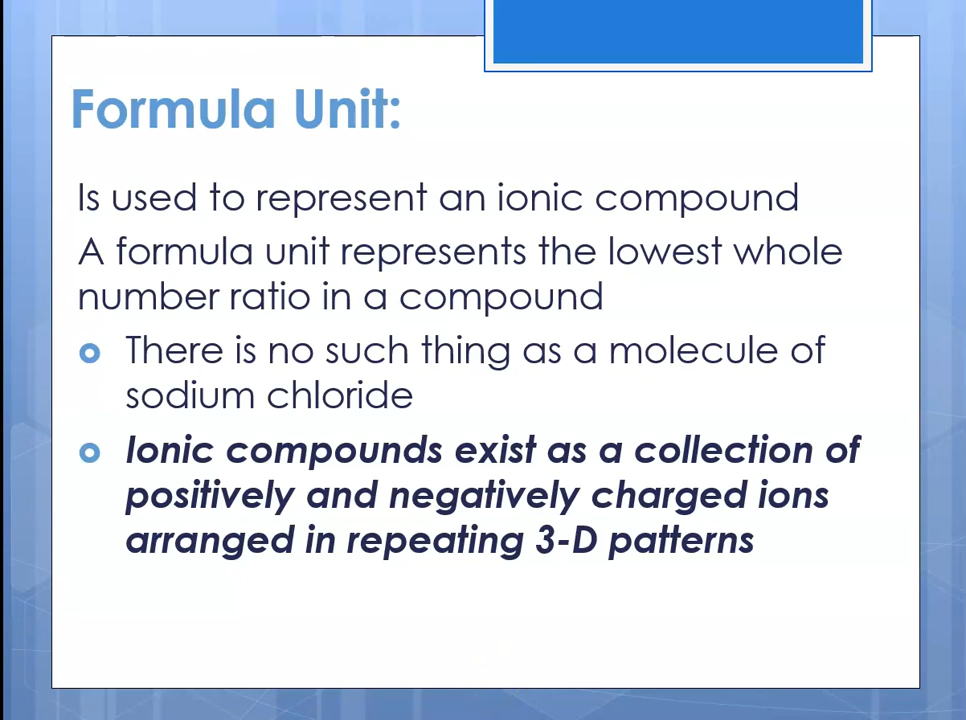 Formula Unit:
Is used to represent an ionic compound
A formula unit represents the lowest whole
number ratio in a compound
There is no such thing as a molecule of
sodium chloride
Ionic compounds exist as a collection of
positively and negatively charged ions
arranged in repeating 3-D patterns